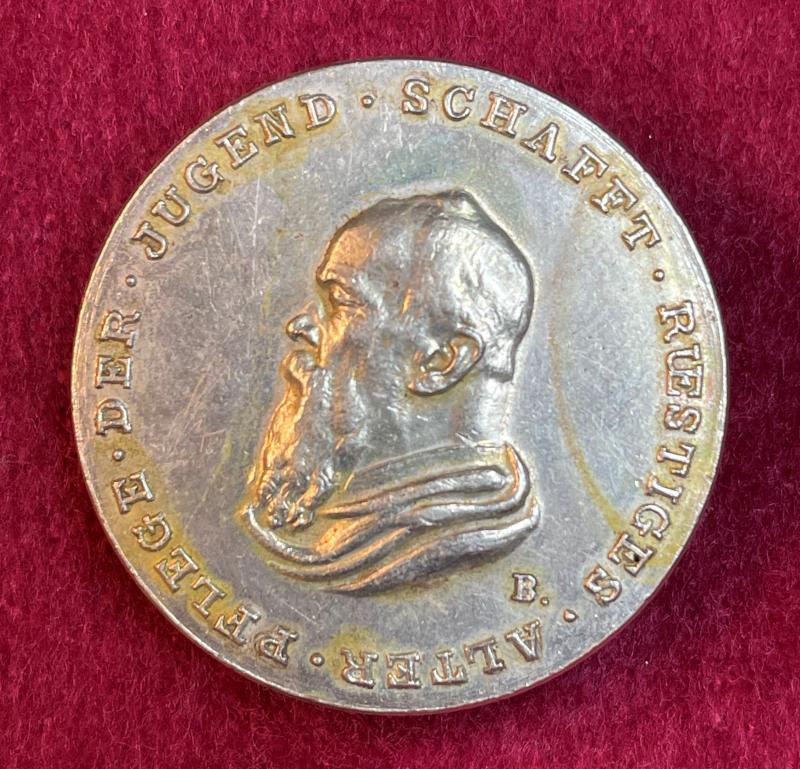 PFLEGE · DER · JUGEND · SCHAFFT · RUESTIGES · ALTER ·
B.